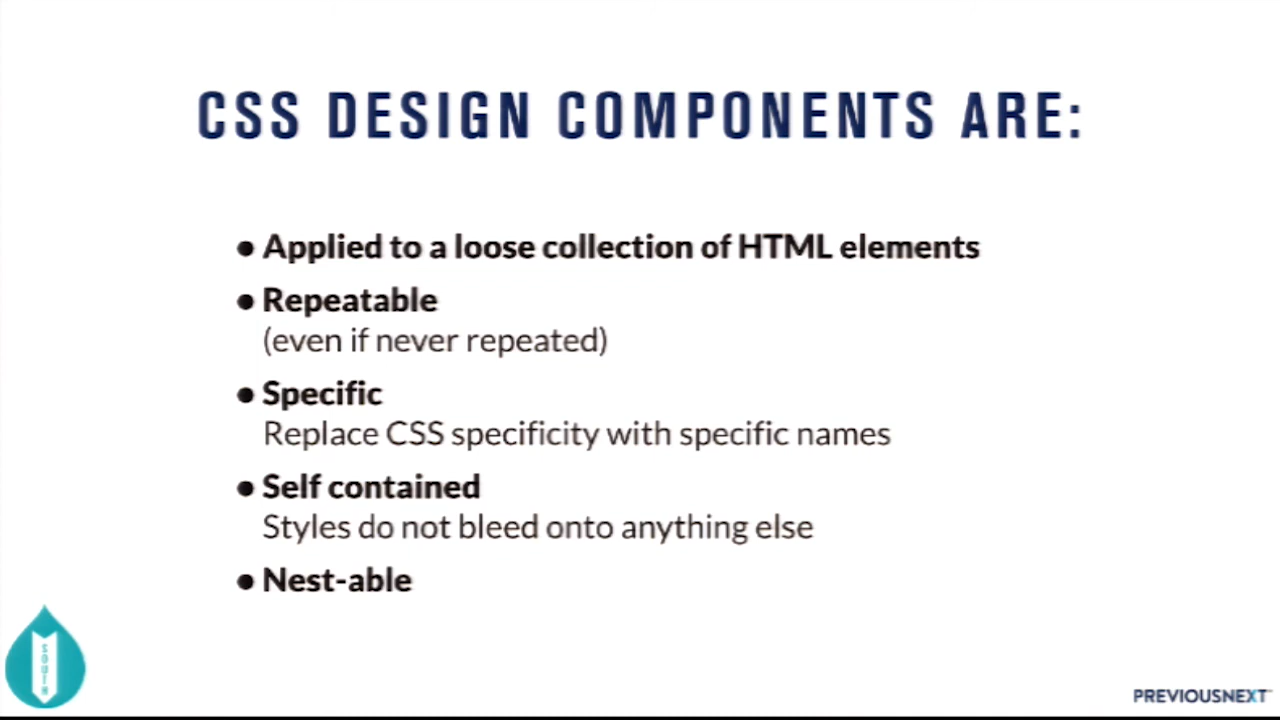 CSS DESIGN COMPONENTS ARE:
● Applied to a loose collection of HTML elements
● Repeatable
(even if never repeated)
● Specific
Replace CSS specificity with specific names
● Self contained
Styles do not bleed onto anything else
● Nest-able
SOUTH
PREVIOUSNEXT